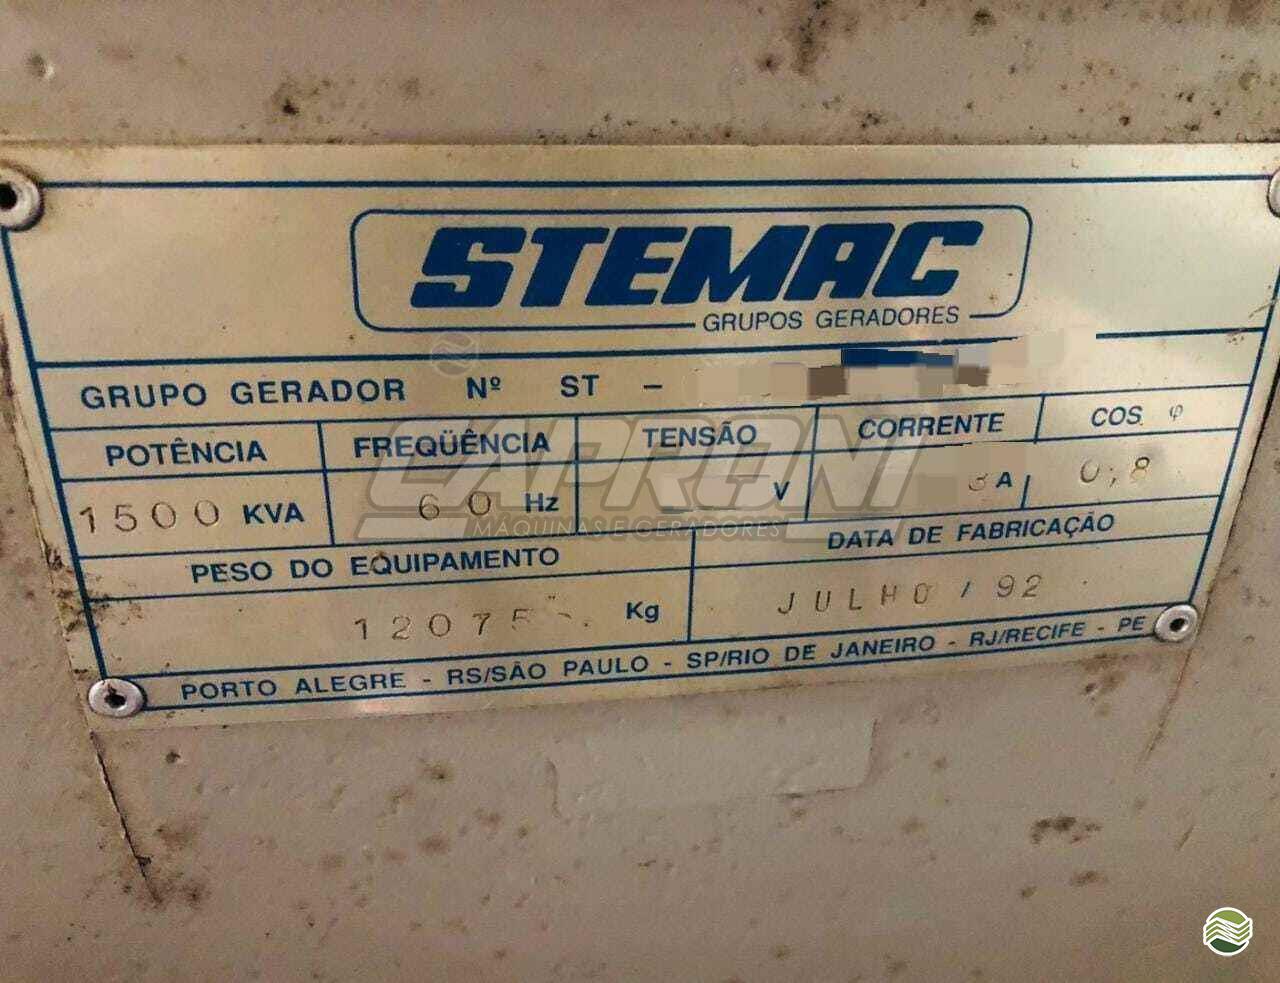 STEMAC
GRUPOS GERADORES
GRUPO GERADOR Nº ST -
POTÊNCIA FREQÜÊNCIA TENSÃO CORRENTE COS φ
1500 KVA 60 Hz V A 0,8
PESO DO EQUIPAMENTO DATA DE FABRICAÇÃO
12075 Kg JULHO / 92
PORTO ALEGRE - RS/SÃO PAULO - SP/RIO DE JANEIRO - RJ/RECIFE - PE
CAPRONI
MÁQUINAS E GERADORES